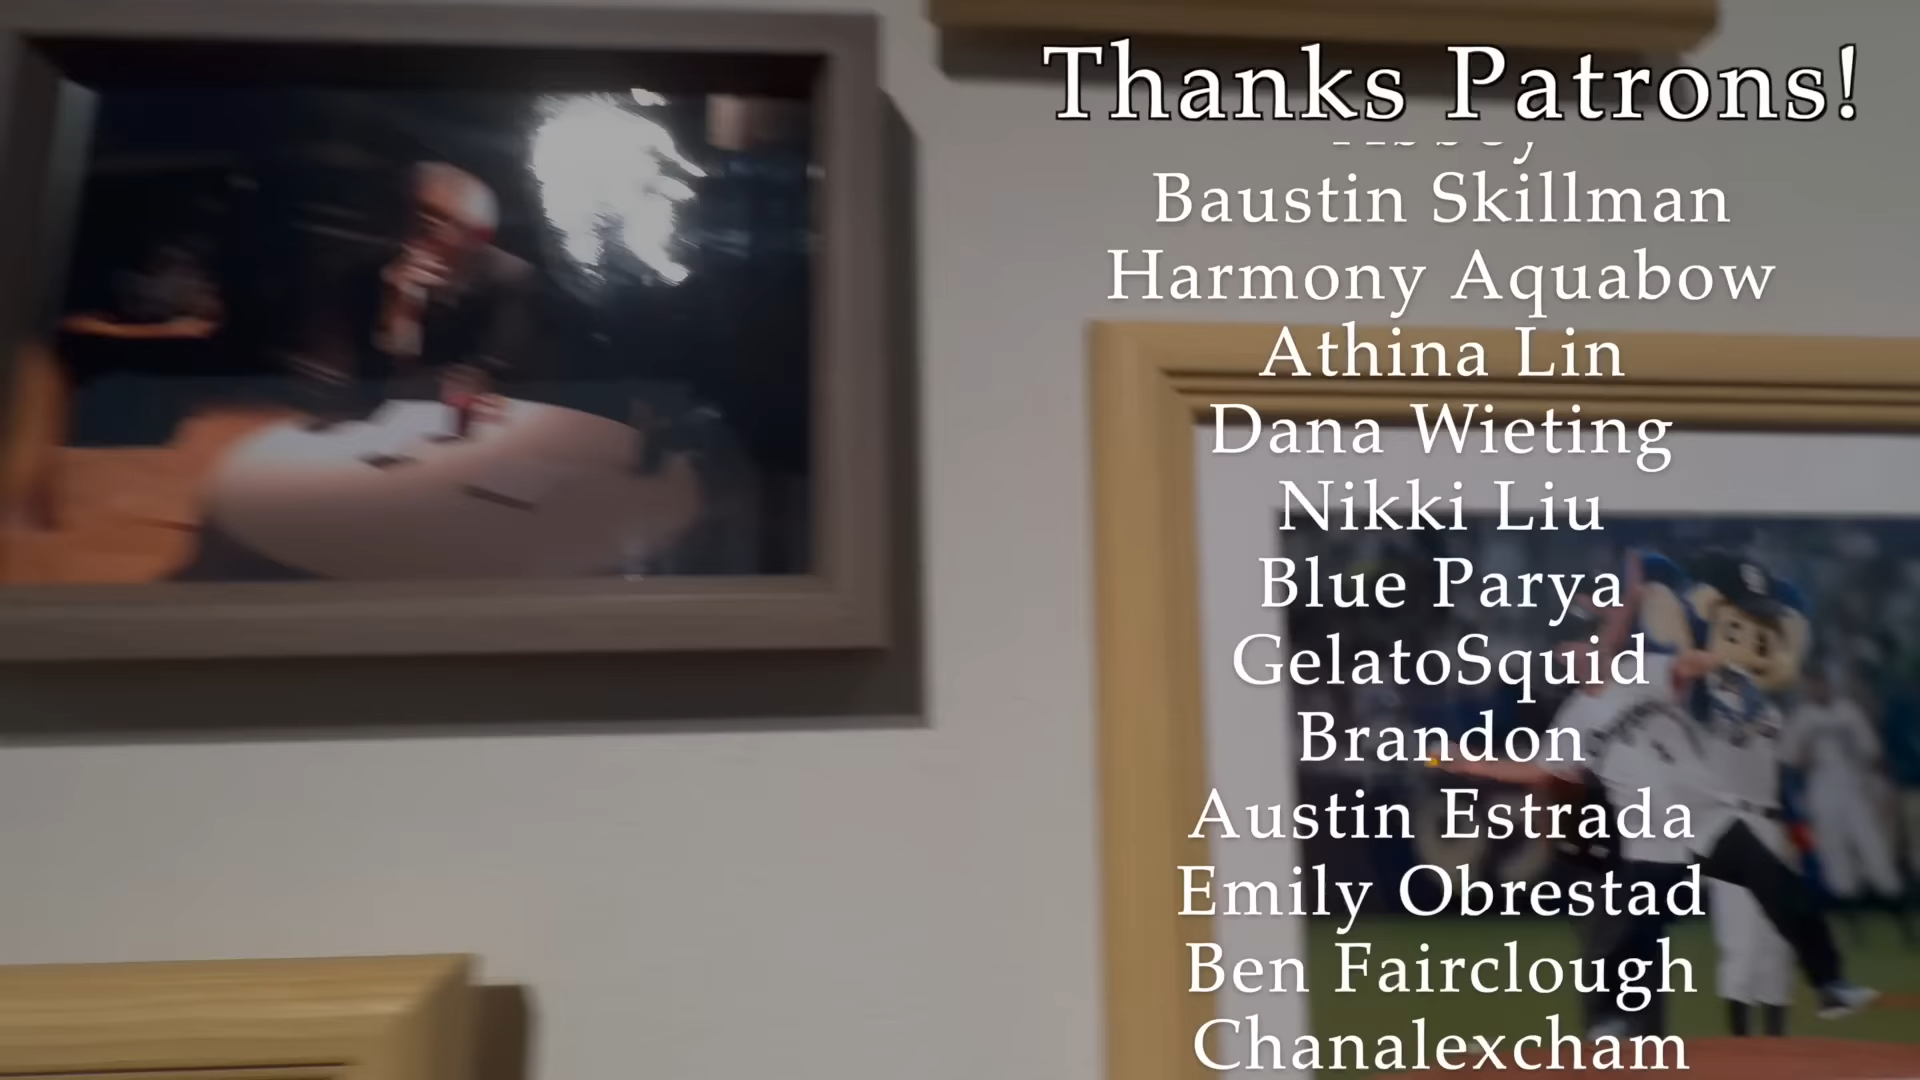 Thanks Patrons!
Baustin Skillman
Harmony Aquabow
Athina Lin
Dana Wieting
Nikki Liu
Blue Parya
GelatoSquid
Brandon
Austin Estrada
Emily Obrestad
Ben Fairclough
Chanalexcham